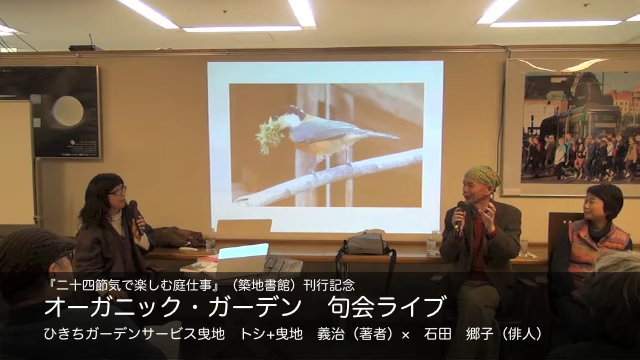 『二十四節気で楽しむ庭仕事』（築地書館）刊行記念
オーガニック・ガーデン　句会ライブ
ひきちガーデンサービス曳地　トシ+曳地　義治（著者）×　石田　郷子（俳人）